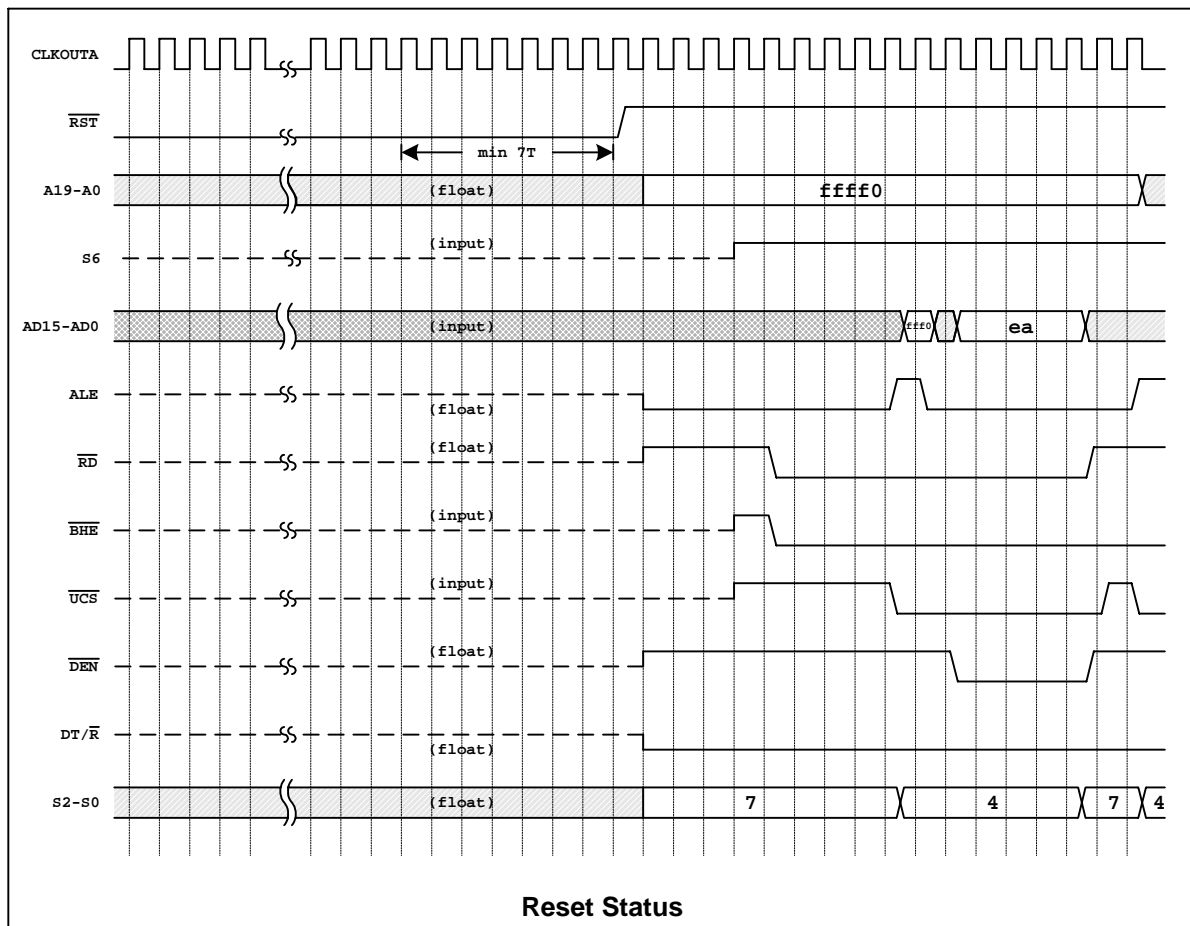 CLKOUTA
RST
min 7T
A19-A0 (float) ffff0
S6 (input)
AD15-AD0 (input) fff0 ea
ALE (float)
RD (float)
BHE (input)
UCS (input)
DEN (float)
DT/R (float)
S2-S0 (float) 7 4 7 4
Reset Status